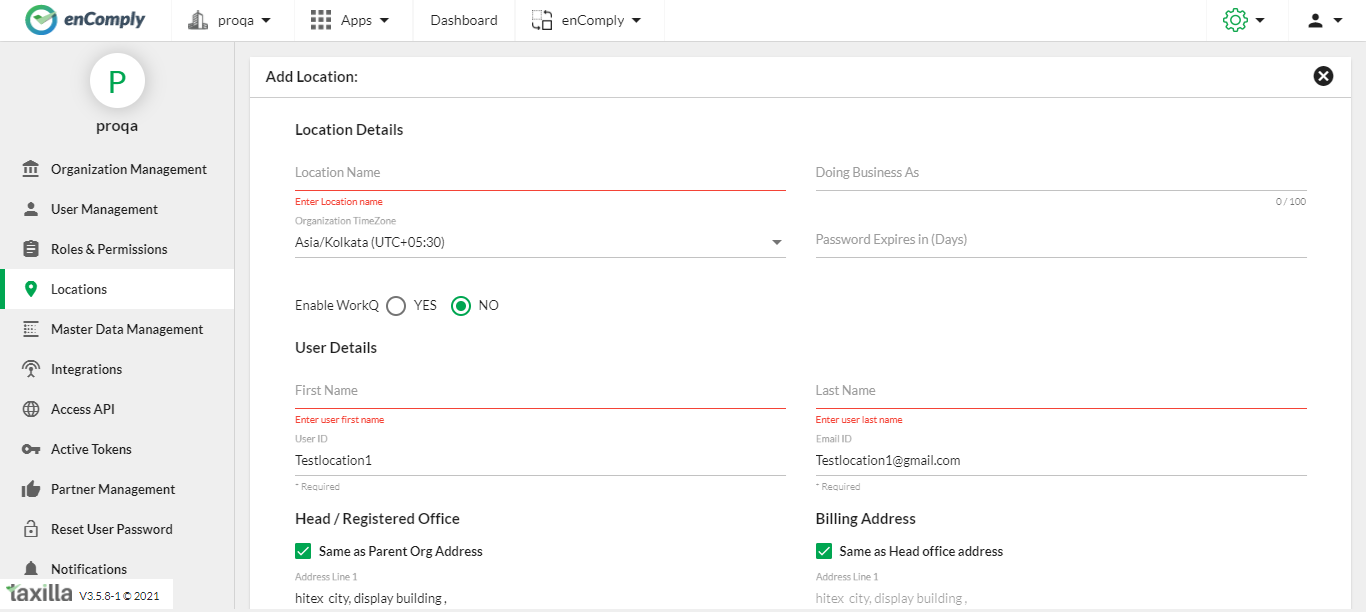 enComply
proqa
Apps
Dashboard
enComply
P
proqa
Organization Management
User Management
Roles & Permissions
Locations
Master Data Management
Integrations
Access API
Active Tokens
Partner Management
Reset User Password
Notifications
taxilla V3.5.8-1 © 2021
Add Location:
Location Details
Location Name
Doing Business As
Enter Location name
0 / 100
Organization TimeZone
Asia/Kolkata (UTC+05:30)
Password Expires in (Days)
Enable WorkQ YES NO
User Details
First Name
Last Name
Enter user first name
Enter user last name
User ID
Email ID
Testlocation1
Testlocation1@gmail.com
* Required
* Required
Head / Registered Office
Billing Address
Same as Parent Org Address
Same as Head office address
Address Line 1
Address Line 1
hitex city, display building ,
hitex city, display building ,